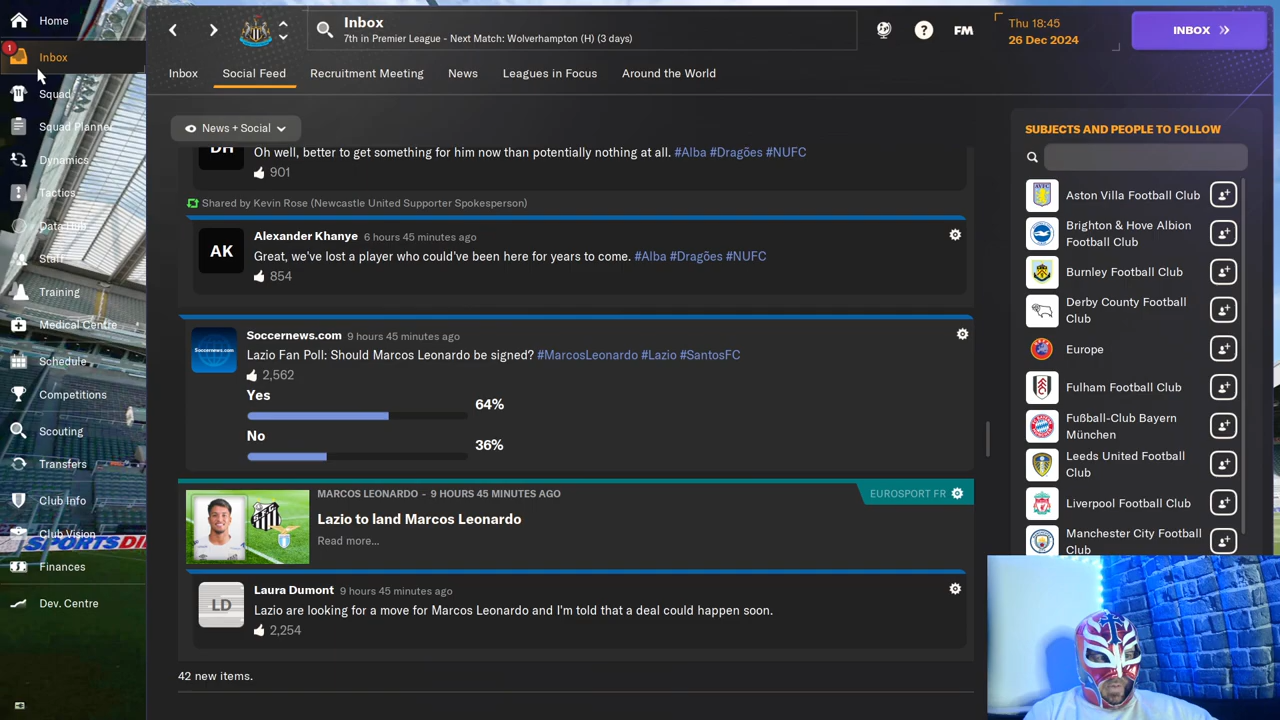 Home
1
Inbox
Squad
Squad Planner
Dynamics
Tactics
Data Hub
Staff
Training
Medical Centre
Schedule
Competitions
Scouting
Transfers
Club Info
Club Vision
SPORTS DI
Finances
Dev. Centre
Inbox
7th in Premier League - Next Match: Wolverhampton (H) (3 days)
?
FM
Thu 18:45
26 Dec 2024
INBOX
Inbox
Social Feed
Recruitment Meeting
News
Leagues in Focus
Around the World
News + Social
DH
Oh well, better to get something for him now than potentially nothing at all. #Alba #Dragões #NUFC
901
Shared by Kevin Rose (Newcastle United Supporter Spokesperson)
AK
Alexander Khanye 6 hours 45 minutes ago
Great, we've lost a player who could've been here for years to come. #Alba #Dragões #NUFC
854
Soccernews.com
Soccernews.com 9 hours 45 minutes ago
Lazio Fan Poll: Should Marcos Leonardo be signed? #MarcosLeonardo #Lazio #SantosFC
2,562
Yes
64%
No
36%
MARCOS LEONARDO - 9 HOURS 45 MINUTES AGO
EUROSPORT FR
Lazio to land Marcos Leonardo
Read more...
LD
Laura Dumont 9 hours 45 minutes ago
Lazio are looking for a move for Marcos Leonardo and I'm told that a deal could happen soon.
2,254
42 new items.
SUBJECTS AND PEOPLE TO FOLLOW
Aston Villa Football Club
Brighton & Hove Albion
Football Club
Burnley Football Club
Derby County Football
Club
Europe
Fulham Football Club
Fußball-Club Bayern
München
Leeds United Football
Club
Liverpool Football Club
Manchester City Football
Club